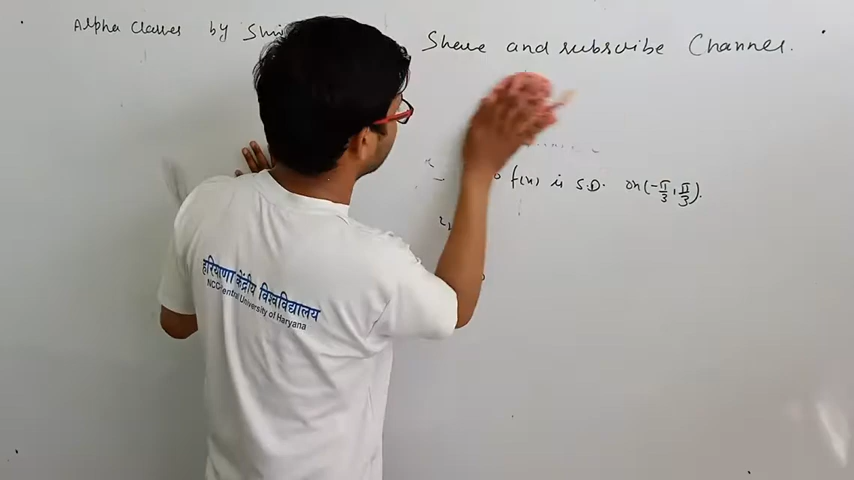 Alpha Classes by
Share and subscribe Channel.
f(x) is S.D. on (-π/3, π/3).
हरियाणा केंद्रीय विश्वविद्यालय
NCC Central University of Haryana